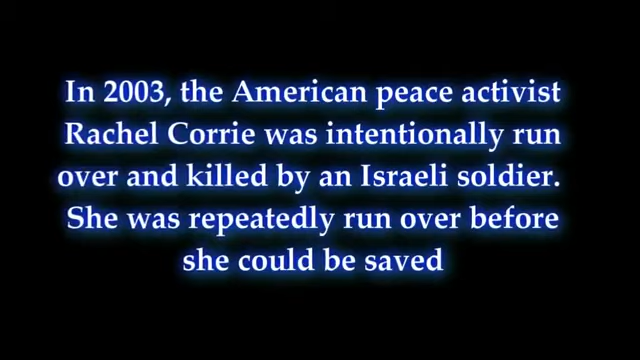 In 2003, the American peace activist
Rachel Corrie was intentionally run
over and killed by an Israeli soldier.
She was repeatedly run over before
she could be saved